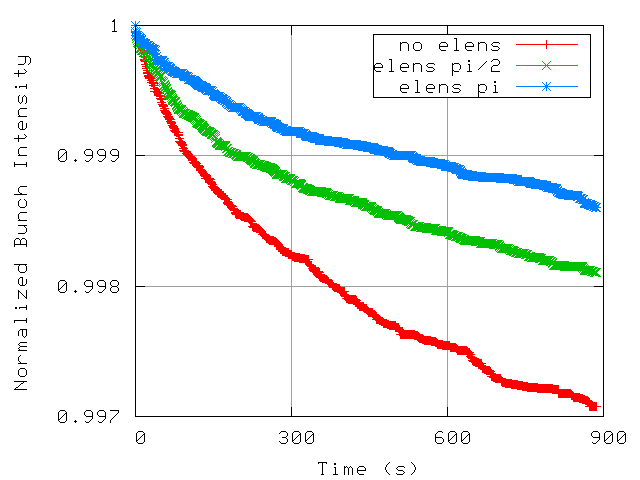 Normalized Bunch Intensity
1
0.999
0.998
0.997
no elens
elens pi/2
elens pi
0 300 600 900
Time (s)